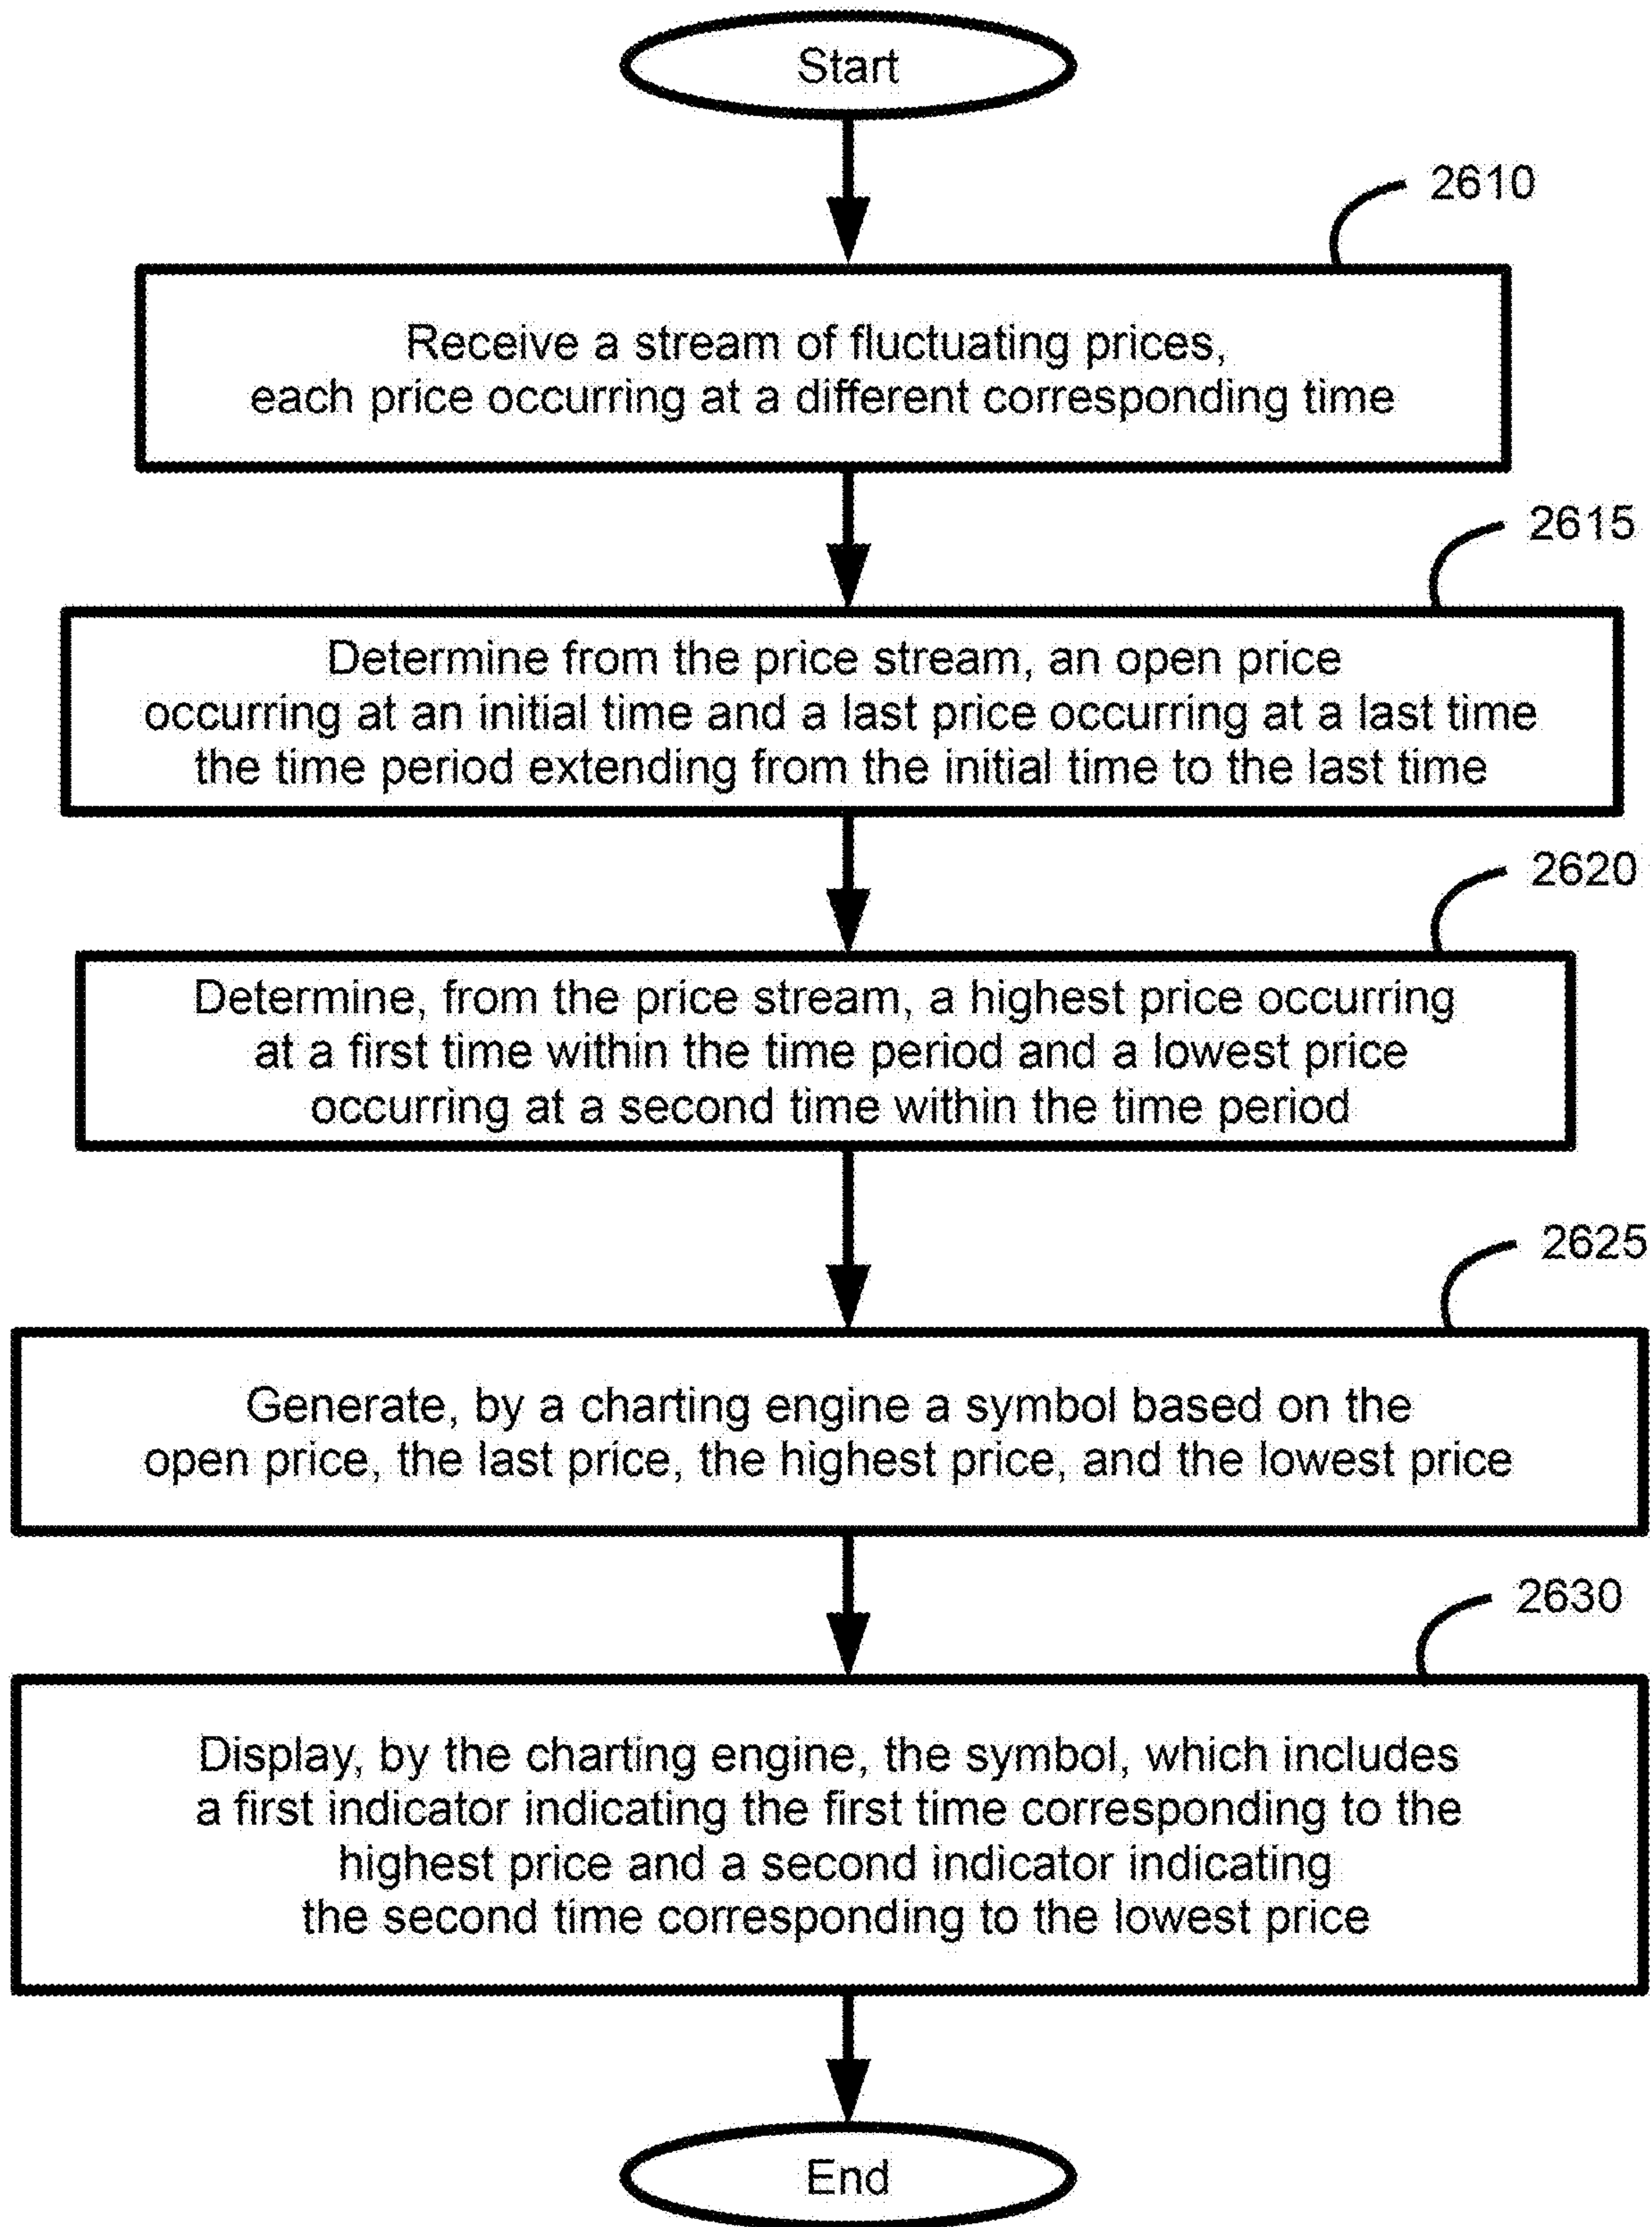 Start
2610
Receive a stream of fluctuating prices,
each price occurring at a different corresponding time
2615
Determine from the price stream, an open price
occurring at an initial time and a last price occurring at a last time
the time period extending from the initial time to the last time
2620
Determine, from the price stream, a highest price occurring
at a first time within the time period and a lowest price
occurring at a second time within the time period
2625
Generate, by a charting engine a symbol based on the
open price, the last price, the highest price, and the lowest price
2630
Display, by the charting engine, the symbol, which includes
a first indicator indicating the first time corresponding to the
highest price and a second indicator indicating
the second time corresponding to the lowest price
End